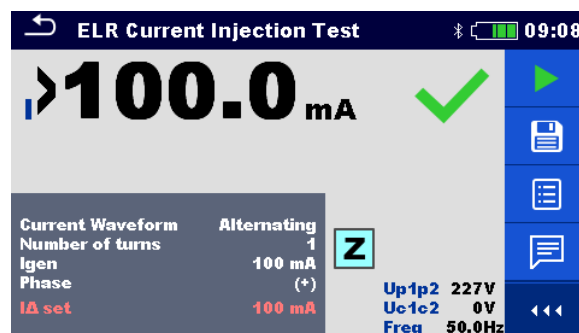 ELR Current Injection Test 09:08
I>100.0 mA
Current Waveform Alternating
Number of turns 1
Igen 100 mA
Phase (+)
IΔ set 100 mA
Z
Up1p2 227V
Uc1c2 0V
Freq 50.0Hz